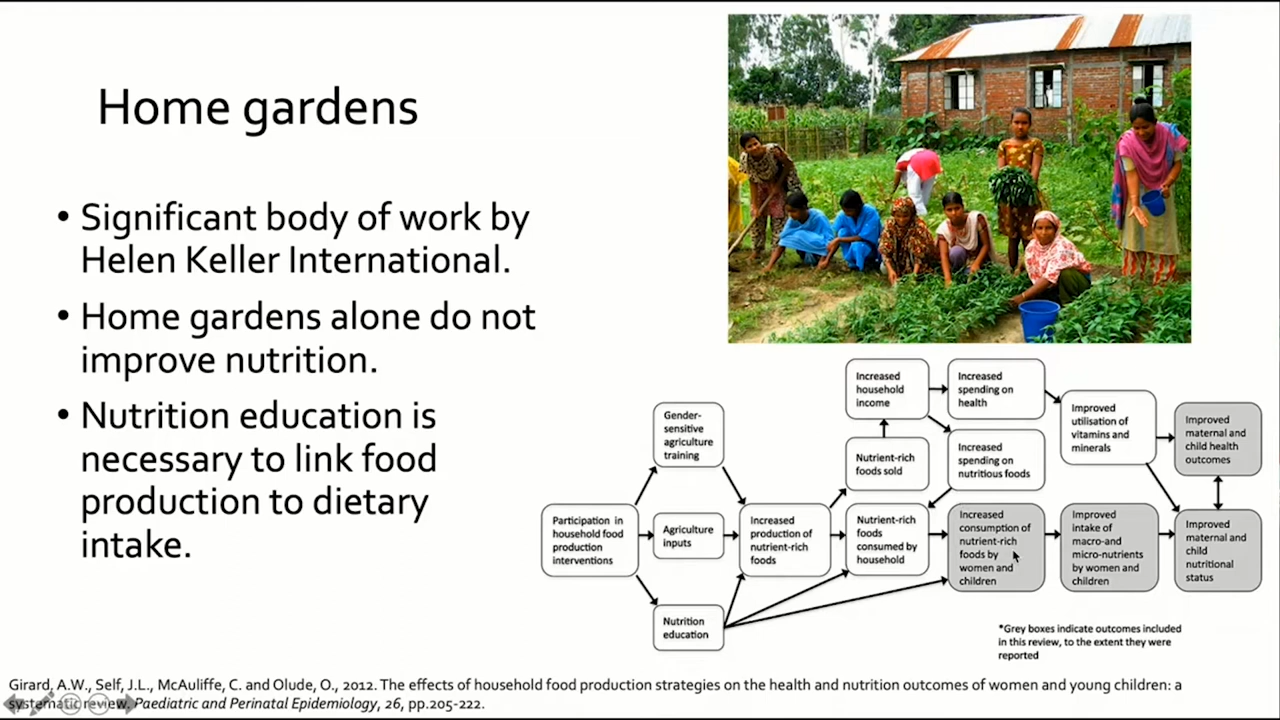 Home gardens
• Significant body of work by
Helen Keller International.
• Home gardens alone do not
improve nutrition.
• Nutrition education is
necessary to link food
production to dietary
intake.
Participation in
household food
production
interventions
Gender-
sensitive
agriculture
training
Agriculture
inputs
Nutrition
education
Increased
production of
nutrient-rich
foods
Increased
household
income
Nutrient-rich
foods sold
Nutrient-rich
foods
consumed by
household
Increased
spending on
health
Increased
spending on
nutritious foods
Increased
consumption of
nutrient-rich
foods by
women and
children
Improved
utilisation of
vitamins and
minerals
Improved
intake of
macro-and
micro-nutrients
by women and
children
Improved
maternal and
child health
outcomes
Improved
maternal and
child
nutritional
status
*Grey boxes indicate outcomes included
in this review, to the extent they were
reported
Girard, A.W., Self, J.L., McAuliffe, C. and Olude, O., 2012. The effects of household food production strategies on the health and nutrition outcomes of women and young children: a
systematic review. Paediatric and Perinatal Epidemiology, 26, pp.205-222.